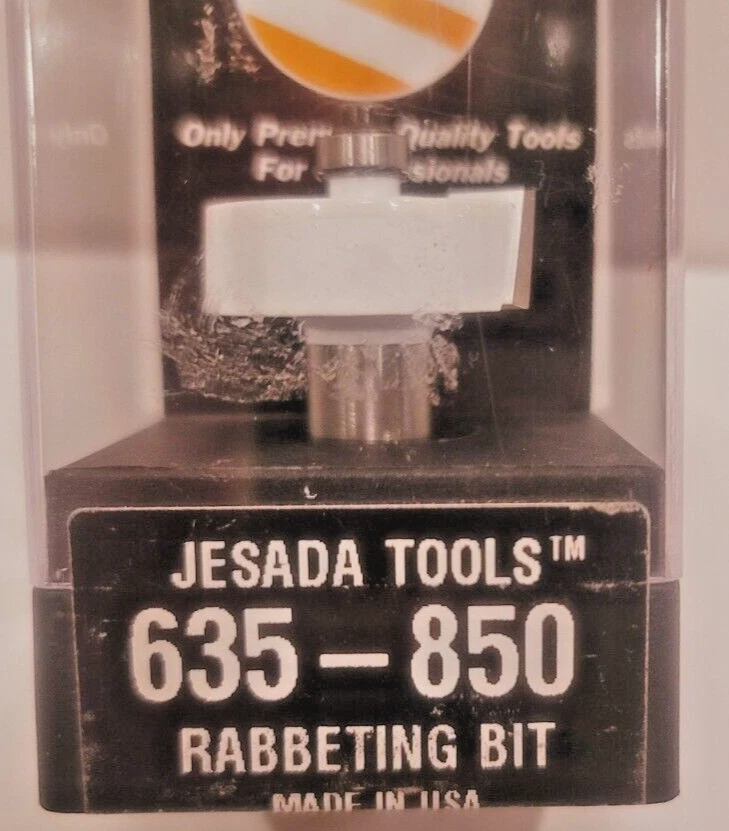 Only Quality Tools
For
JESADA TOOLS™
635-850
RABBETING BIT
MADE IN USA